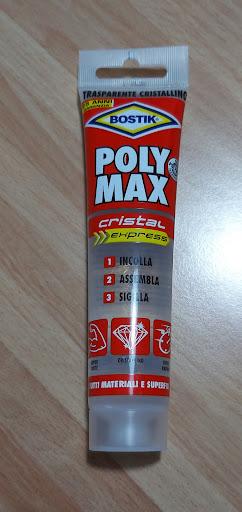 TRASPARENTE CRISTALLINO
BOSTIK
POLY
MAX
cristal
express
1 INCOLLA
2 ASSEMBLA
3 SIGILLA